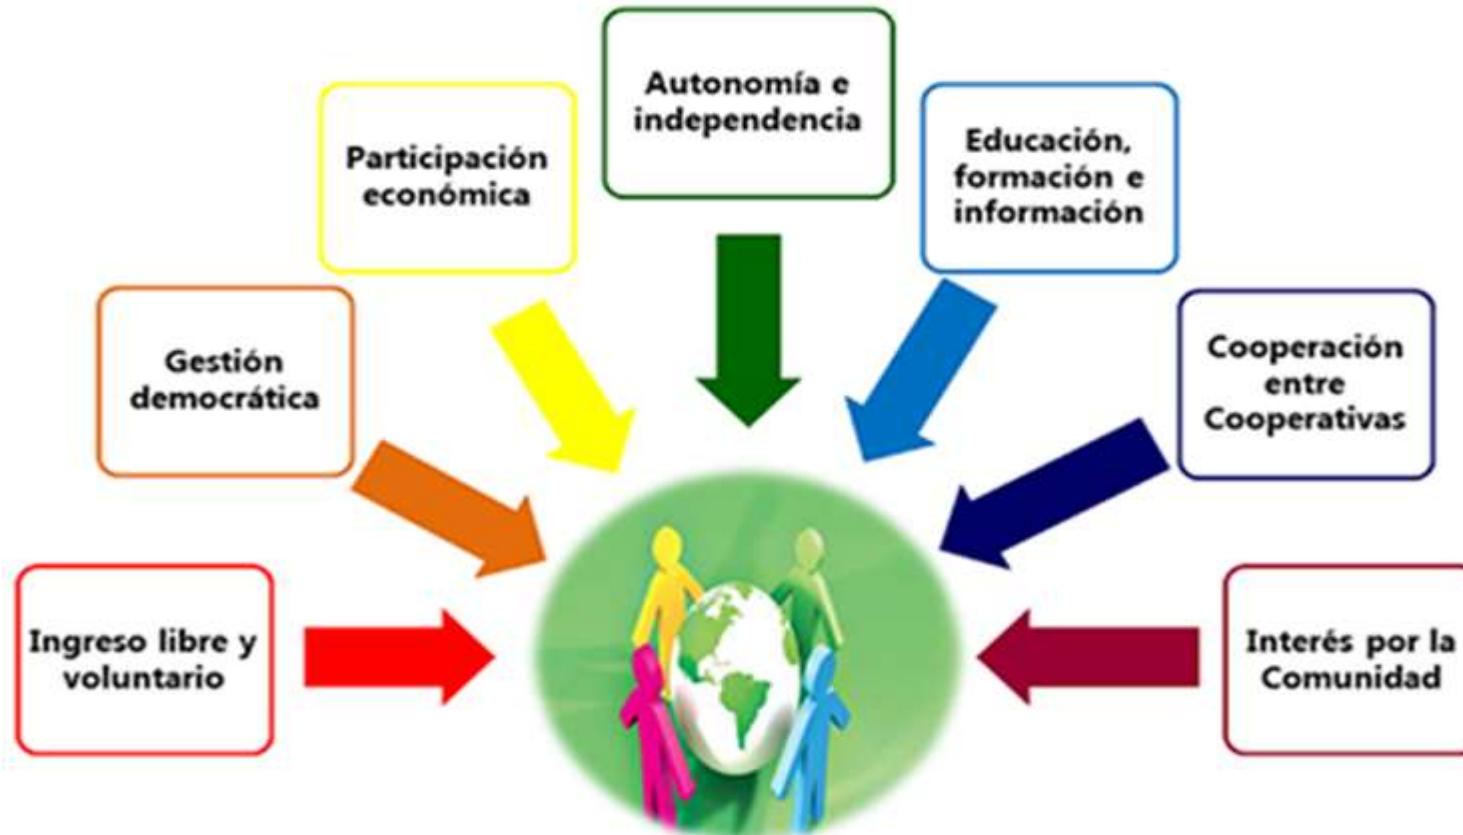 Autonomía e
independencia
Participación
económica
Educación,
formación e
información
Gestión
democrática
Cooperación
entre
Cooperativas
Ingreso libre y
voluntario
Interés por la
Comunidad